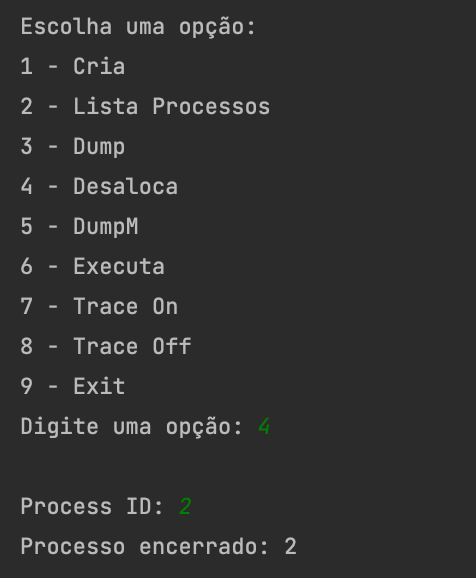 Escolha uma opção:
1 - Cria
2 - Lista Processos
3 - Dump
4 - Desaloca
5 - DumpM
6 - Executa
7 - Trace On
8 - Trace Off
9 - Exit
Digite uma opção: 4
Process ID: 2
Processo encerrado: 2